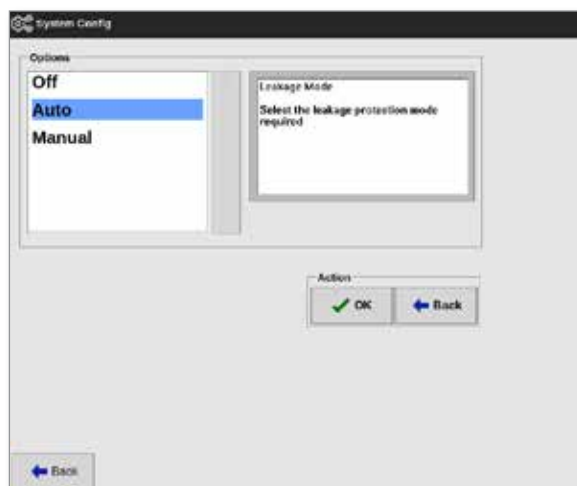 System Config
Options
Off
Auto
Manual
Leakage Mode
Select the leakage protection mode
required
Action
OK
Back
Back